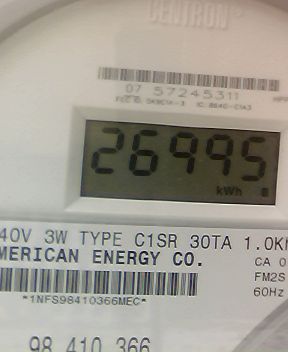 CENTRON
07 57245311
26995
kWh
40V 3W TYPE C1SR 30TA 1.0K
MERICAN ENERGY CO.
CA 0
FM2S
60Hz
*1NFS98410366MEC*
98 410 366